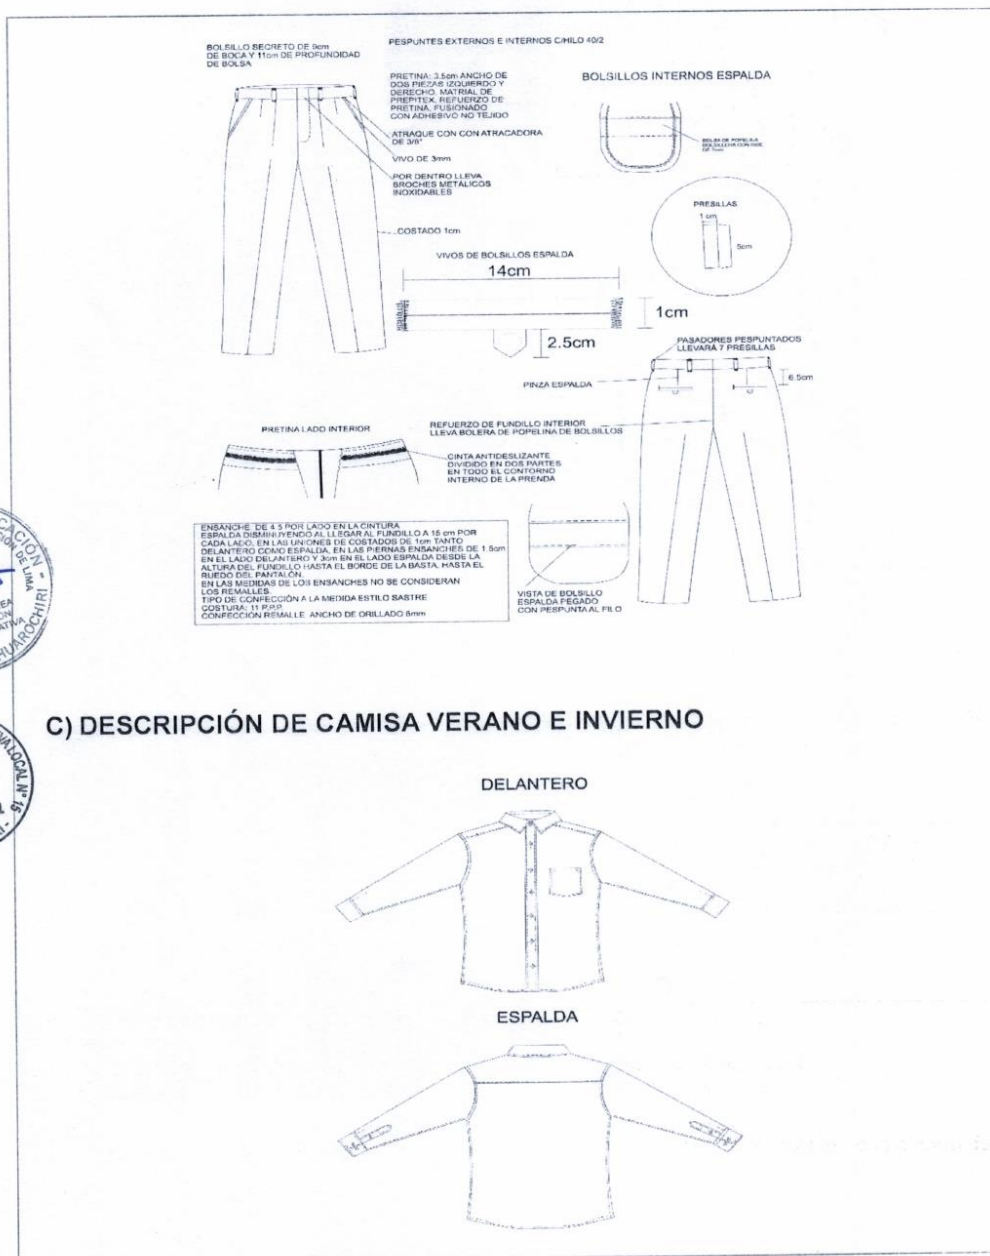 BOLSILLO SECRETO DE 9cm
DE BOCA Y 11cm DE PROFUNDIDAD
DE BOLSA
PESPUNTES EXTERNOS E INTERNOS C/HILO 40/2
PRETINA: 3.5cm ANCHO DE
DOS PIEZAS IZQUIERDO Y
DERECHO, MATRIAL DE
PREPITEX, REFUERZO DE
PRETINA, FUSIONADO
CON ADHESIVO NO TEJIDO
ATRAQUE CON CON ATRACADORA
DE 3/8"
VIVO DE 3mm
POR DENTRO LLEVA
BROCHES METÁLICOS
INOXIDABLES
COSTADO 1cm
BOLSILLOS INTERNOS ESPALDA
BOLSA DE POPELINA
PRESILLAS
1 cm
5cm
VIVOS DE BOLSILLOS ESPALDA
14cm
1cm
2.5cm
PASADORES PESPUNTADOS
LLEVARÁ 7 PRESILLAS
PINZA ESPALDA
6.5cm
REFUERZO DE FUNDILLO INTERIOR
LLEVA BOLERA DE POPELINA DE BOLSILLOS
PRETINA LADO INTERIOR
CINTA ANTIDESLIZANTE
DIVIDIDO EN DOS PARTES
EN TODO EL CONTORNO
INTERNO DE LA PRENDA
ENSANCHE DE 4.5 POR LADO EN LA CINTURA
ESPALDA DISMINUYENDO AL LLEGAR AL FUNDILLO A 15 cm POR
CADA LADO, EN LAS UNIONES DE COSTADOS DE 1cm TANTO
DELANTERO COMO ESPALDA, EN LAS PIERNAS ENSANCHES DE 1.5cm
EN EL LADO DELANTERO Y 3cm EN EL LADO ESPALDA DESDE LA
ALTURA DEL FUNDILLO HASTA EL BORDE DE LA BASTA, HASTA EL
RUEDO DEL PANTALÓN.
EN LAS MEDIDAS DE LOS ENSANCHES NO SE CONSIDERAN
LOS REMALLES.
TIPO DE CONFECCIÓN A LA MEDIDA ESTILO SASTRE
COSTURA: 11 P.P.P.
CONFECCIÓN REMALLE, ANCHO DE ORILLADO 6mm
VISTA DE BOLSILLO
ESPALDA PEGADO
CON PESPUNTA AL FILO
HUAROCHIRI
C) DESCRIPCIÓN DE CAMISA VERANO E INVIERNO
LOCAL N° 15
DELANTERO
ESPALDA